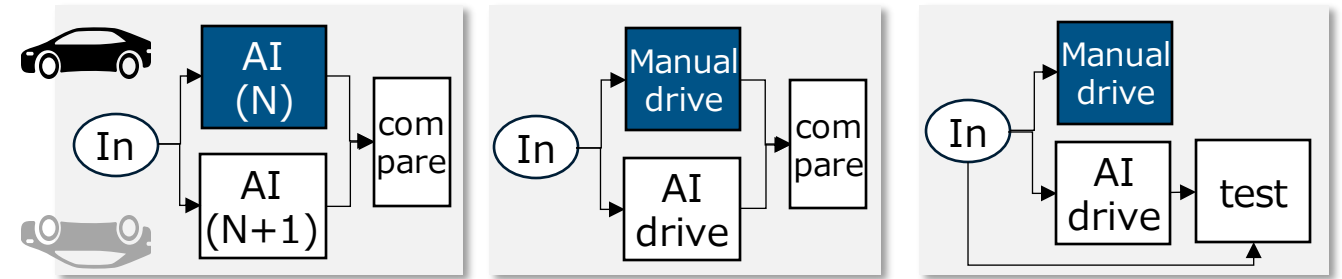 In
AI
(N)
AI
(N+1)
com
pare
In
Manual
drive
AI
drive
com
pare
In
Manual
drive
AI
drive
test